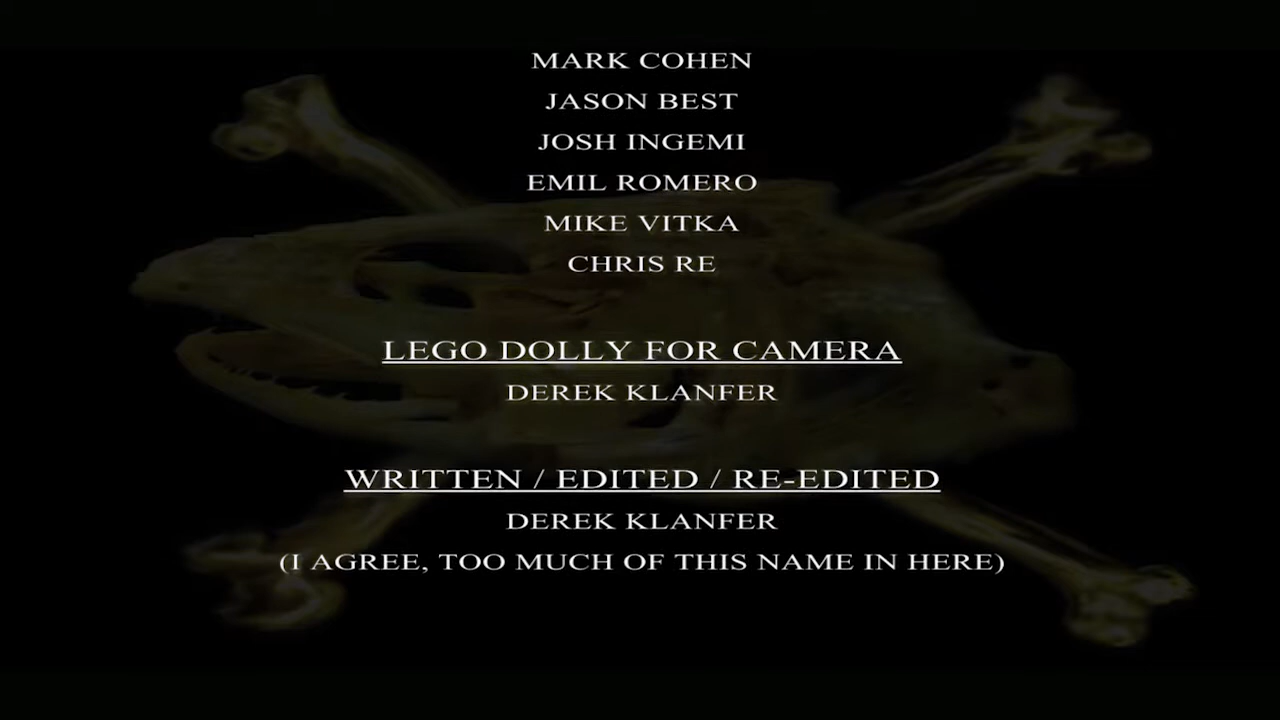 MARK COHEN
JASON BEST
JOSH INGEMI
EMIL ROMERO
MIKE VITKA
CHRIS RE
LEGO DOLLY FOR CAMERA
DEREK KLANFER
WRITTEN / EDITED / RE-EDITED
DEREK KLANFER
(I AGREE, TOO MUCH OF THIS NAME IN HERE)